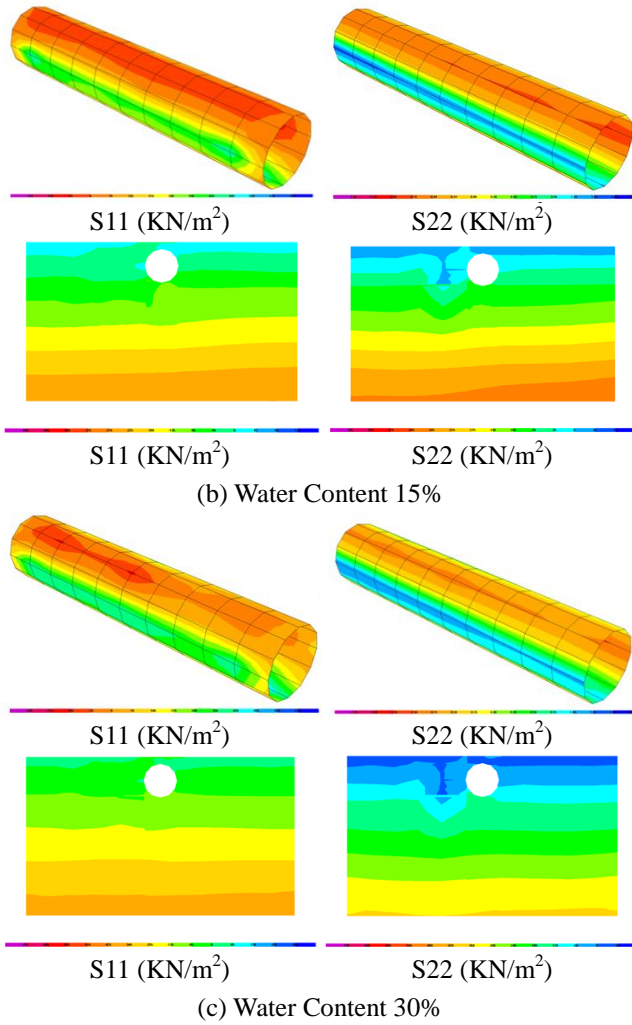 S11 (KN/m²) S22 (KN/m²)
S11 (KN/m²) S22 (KN/m²)
(b) Water Content 15%
S11 (KN/m²) S22 (KN/m²)
S11 (KN/m²) S22 (KN/m²)
(c) Water Content 30%